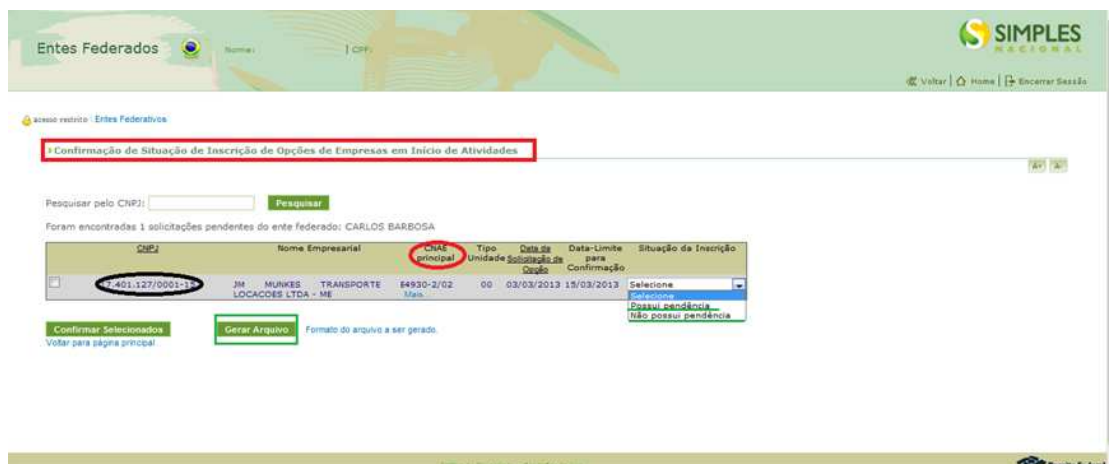 Entes Federados
Nome:
CPF:
SIMPLES
NACIONAL
Voltar | Home | Encerrar Sessão
acesso restrito Entes Federativos
Confirmação de Situação de Inscrição de Opções de Empresas em Início de Atividades
A+ A-
Pesquisar pelo CNPJ: Pesquisar
Foram encontradas 1 solicitações pendentes do ente federado: CARLOS BARBOSA
CNPJ Nome Empresarial CNAE principal Tipo Unidade Data da Solicitação de Opção Data-Limite para Confirmação Situação da Inscrição
7.401.127/0001-15 JM MUNKES TRANSPORTE 00 03/03/2013 15/03/2013 Selecione
LOCACOES LTDA - ME Mais Selecione
Possui pendência
Não possui pendência
Confirmar Selecionados Gerar Arquivo Formato do arquivo a ser gerado.
Voltar para página principal